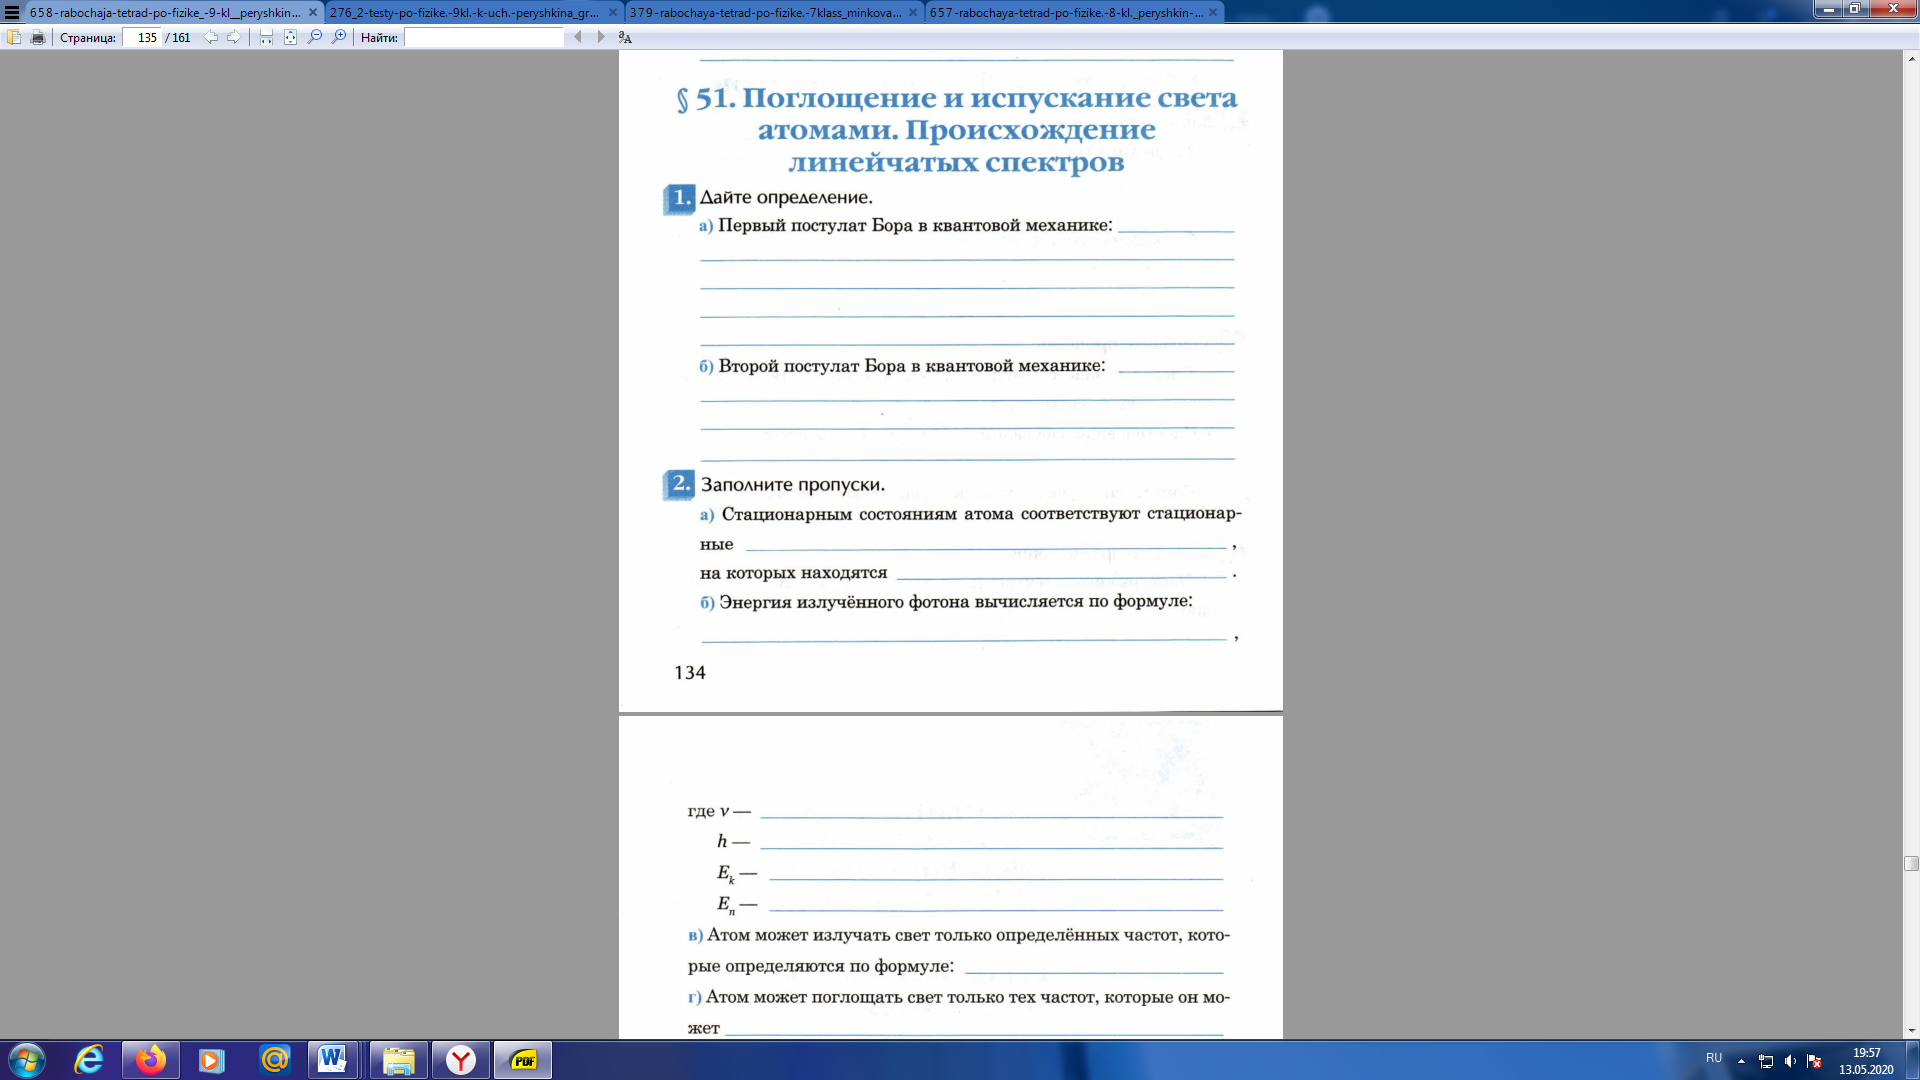 658-rabochaja-tetrad-po-fizike_-9-kl__peryshkin...
276_2-testy-po-fizike.-9kl.-k-uch.-peryshkina_gr...
379-rabochaya-tetrad-po-fizike.-7klass_minkova...
657-rabochaya-tetrad-po-fizike.-8-kl._peryshkin-...
Страница: 135 / 161 Найти:
§ 51. Поглощение и испускание света
атомами. Происхождение
линейчатых спектров
1. Дайте определение.
а) Первый постулат Бора в квантовой механике:
б) Второй постулат Бора в квантовой механике:
2. Заполните пропуски.
а) Стационарным состояниям атома соответствуют стационар-
ные ,
на которых находятся .
б) Энергия излучённого фотона вычисляется по формуле:
,
134
где ν —
h —
Eₖ —
Eₙ —
в) Атом может излучать свет только определённых частот, кото-
рые определяются по формуле:
г) Атом может поглощать свет только тех частот, которые он мо-
жет
W
PDF
RU
19:57
13.05.2020